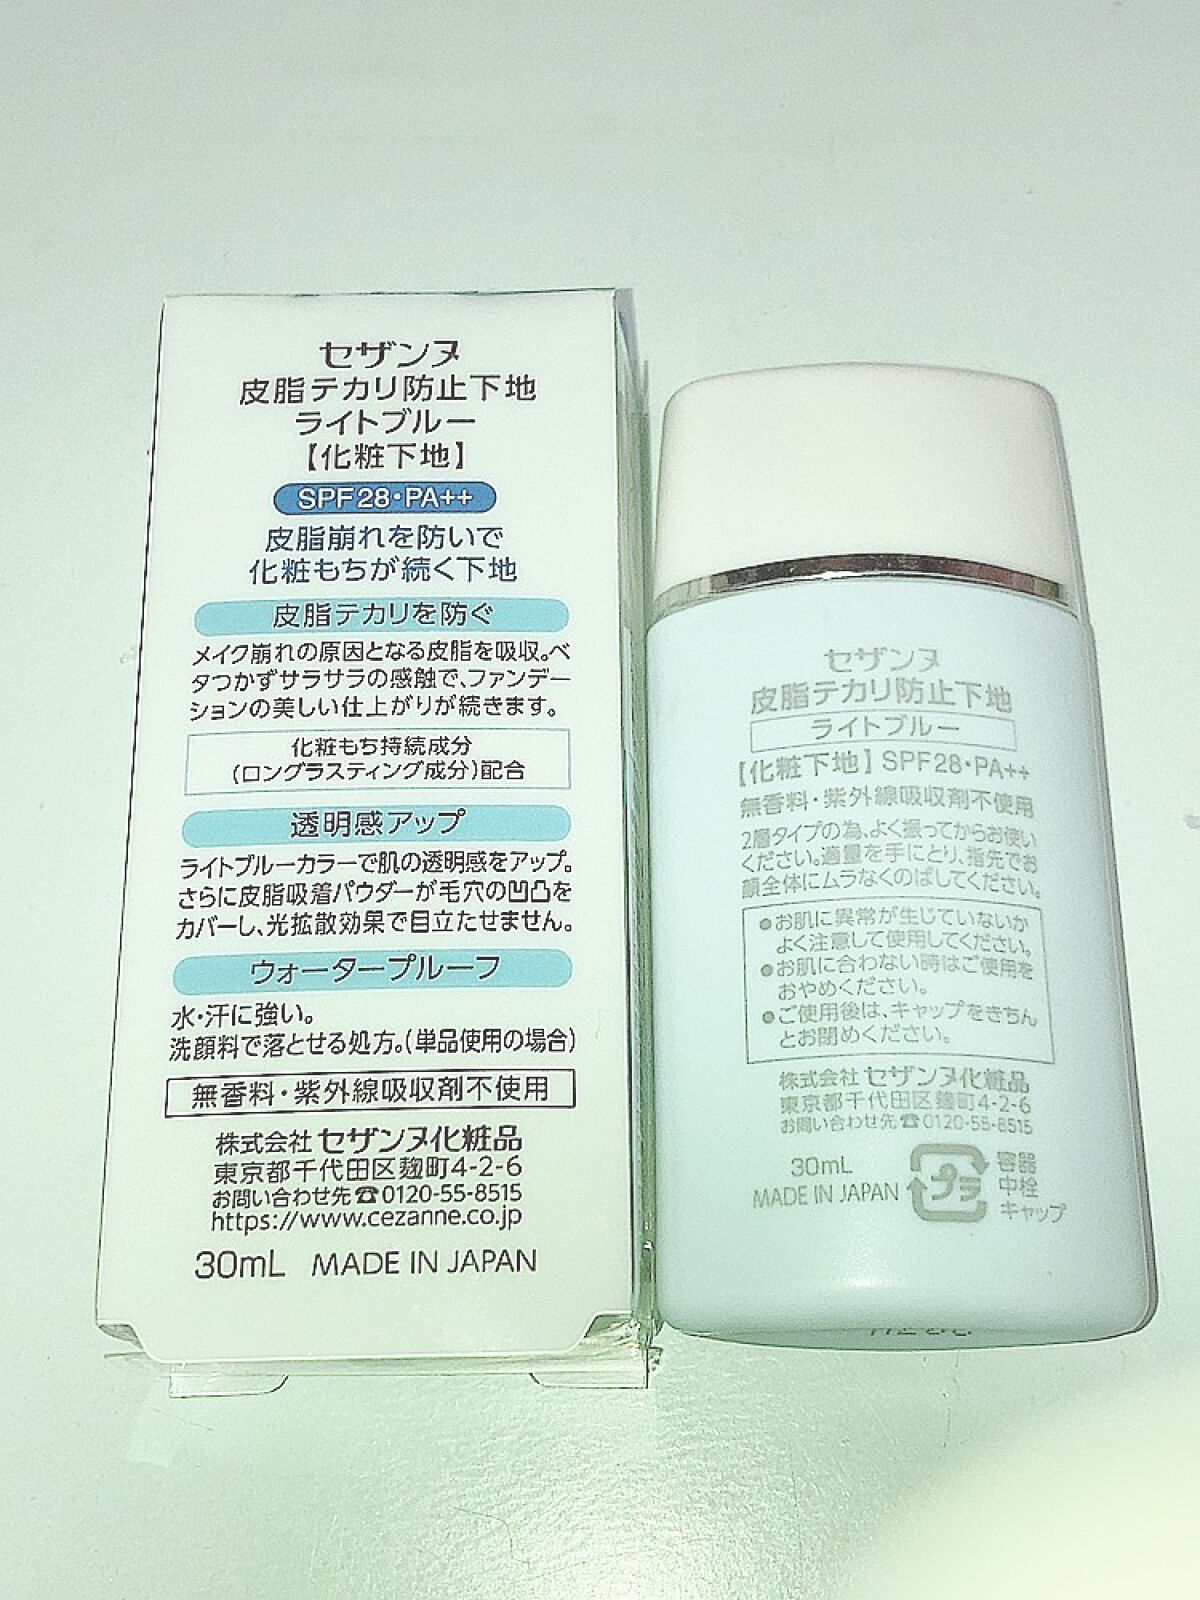 セザンヌ
皮脂テカリ防止下地
ライトブルー
【化粧下地】
SPF28・PA++
皮脂崩れを防いで
化粧もちが続く下地
皮脂テカリを防ぐ
メイク崩れの原因となる皮脂を吸収。ベ
タつかずサラサラの感触で、ファンデー
ションの美しい仕上がりが続きます。
化粧もち持続成分
(ロングラスティング成分)配合
透明感アップ
ライトブルーカラーで肌の透明感をアップ。
さらに皮脂吸着パウダーが毛穴の凹凸を
カバーし、光拡散効果で目立たせません。
ウォータープルーフ
水・汗に強い。
洗顔料で落とせる処方。(単品使用の場合)
無香料・紫外線吸収剤不使用
株式会社 セザンヌ化粧品
東京都千代田区麹町4-2-6
お問い合わせ先☎0120-55-8515
https://www.cezanne.co.jp
30mL MADE IN JAPAN
セザンヌ
皮脂テカリ防止下地
ライトブルー
【化粧下地】SPF28・PA++
無香料・紫外線吸収剤不使用
2層タイプの為、よく振ってからお使い
ください。適量を手にとり、指先でお
顔全体にムラなくのばしてください。
●お肌に異常が生じていないか
よく注意して使用してください。
●お肌に合わない時はご使用を
おやめください。
●ご使用後は、キャップをきちん
とお閉めください。
株式会社 セザンヌ化粧品
東京都千代田区麹町4-2-6
お問い合わせ先☎0120-55-8515
30mL
MADE IN JAPAN
プラ
容器
中栓
キャップ